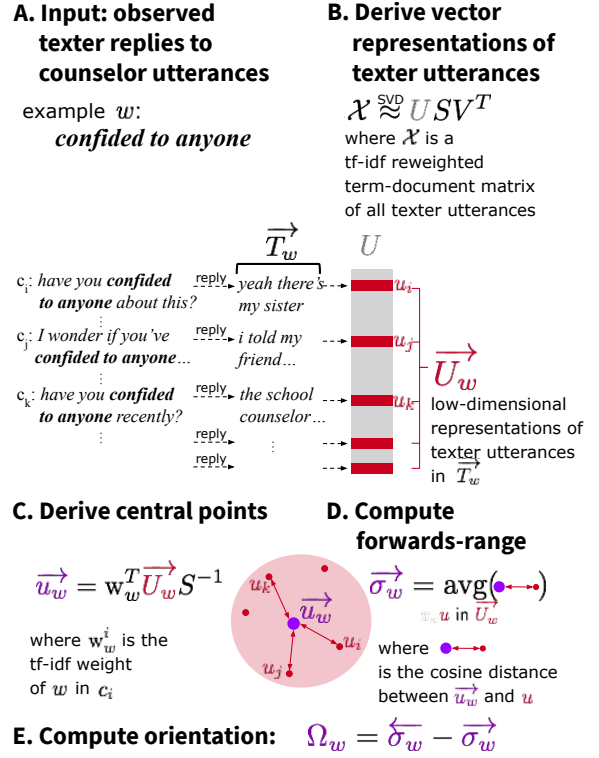 A. Input: observed
texter replies to
counselor utterances
example w:
confided to anyone
B. Derive vector
representations of
texter utterances
𝒳 ≈^SVD USV^T
where 𝒳 is a
tf-idf reweighted
term-document matrix
of all texter utterances
→T_w
U
c_i: have you confided
to anyone about this?
⋮
reply
yeah there's
my sister
u_i
c_j: I wonder if you've
confided to anyone…
⋮
reply
i told my
friend…
u_j
c_k: have you confided
to anyone recently?
⋮
reply
the school
counselor…
⋮
u_k
reply
reply
→U_w
low-dimensional
representations of
texter utterances
in →T_w
C. Derive central points
→u_w = w_w^T →U_w S^-1
where w_w^i is the
tf-idf weight
of w in c_i
u_k
→u_w
u_i
u_j
D. Compute
forwards-range
→σ_w = avg( )
u in →U_w
where
is the cosine distance
between →u_w and u
E. Compute orientation: Ω_w = ←σ_w − →σ_w